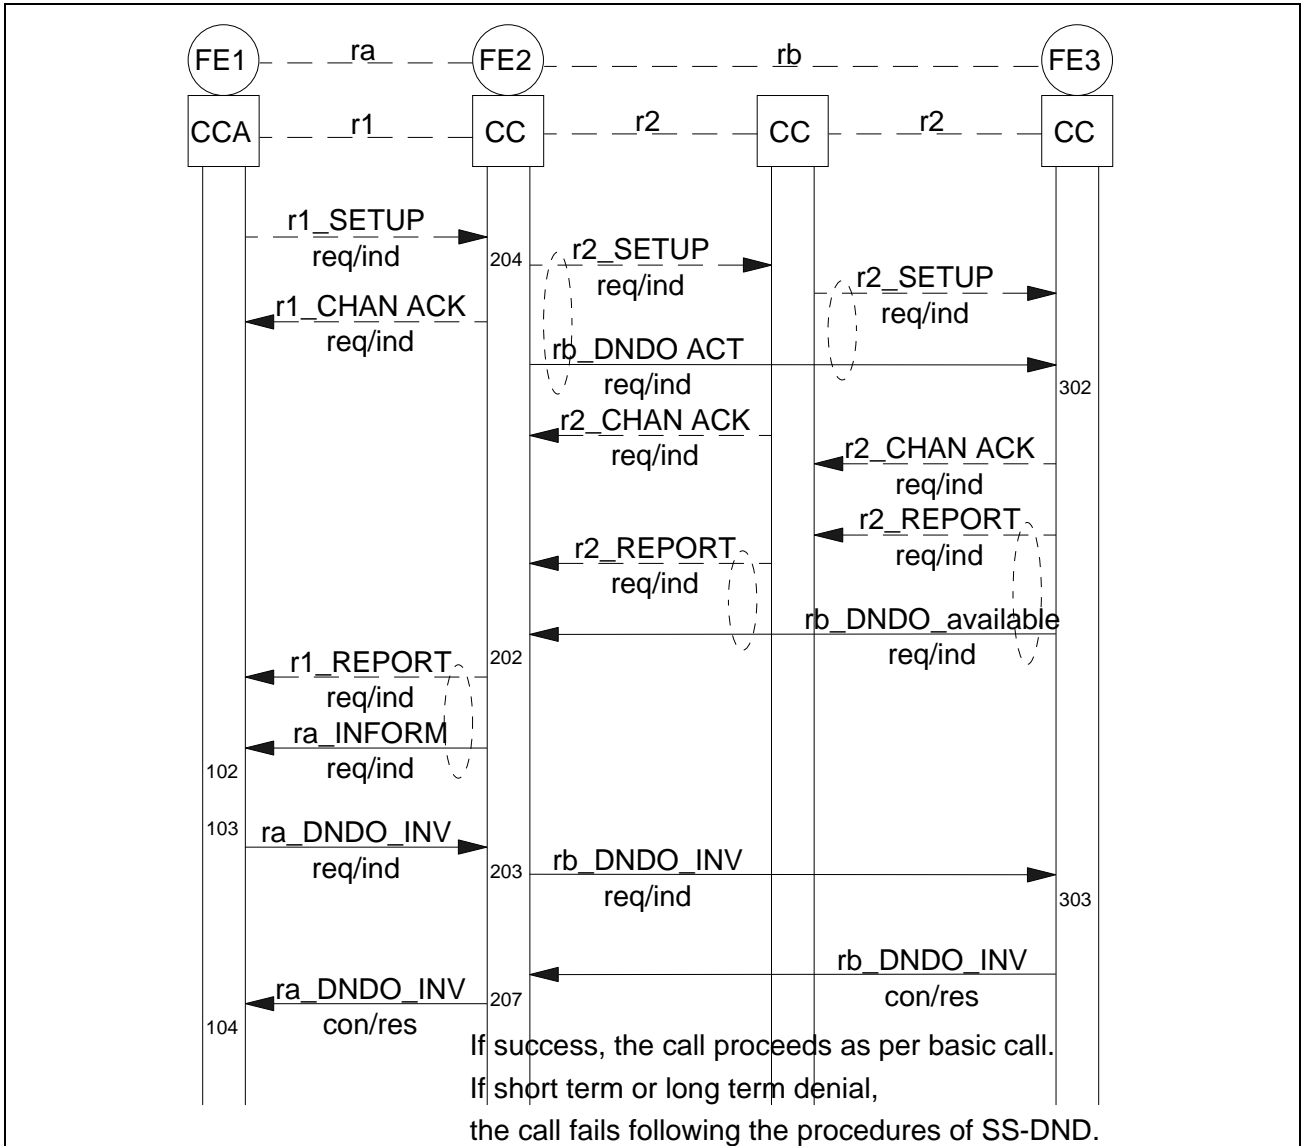 FE1 ra FE2 rb FE3
CCA r1 CC r2 CC r2 CC
r1_SETUP
req/ind
204 r2_SETUP
req/ind
r2_SETUP
req/ind
r1_CHAN ACK
req/ind
rb_DNDO ACT
req/ind
302
r2_CHAN ACK
req/ind
r2_CHAN ACK
req/ind
r2_REPORT
req/ind
r2_REPORT
req/ind
rb_DNDO_available
req/ind
202
r1_REPORT
req/ind
ra_INFORM
req/ind
102
103
ra_DNDO_INV
req/ind
203
rb_DNDO_INV
req/ind
303
rb_DNDO_INV
con/res
ra_DNDO_INV
con/res
207
104
If success, the call proceeds as per basic call.
If short term or long term denial,
the call fails following the procedures of SS-DND.